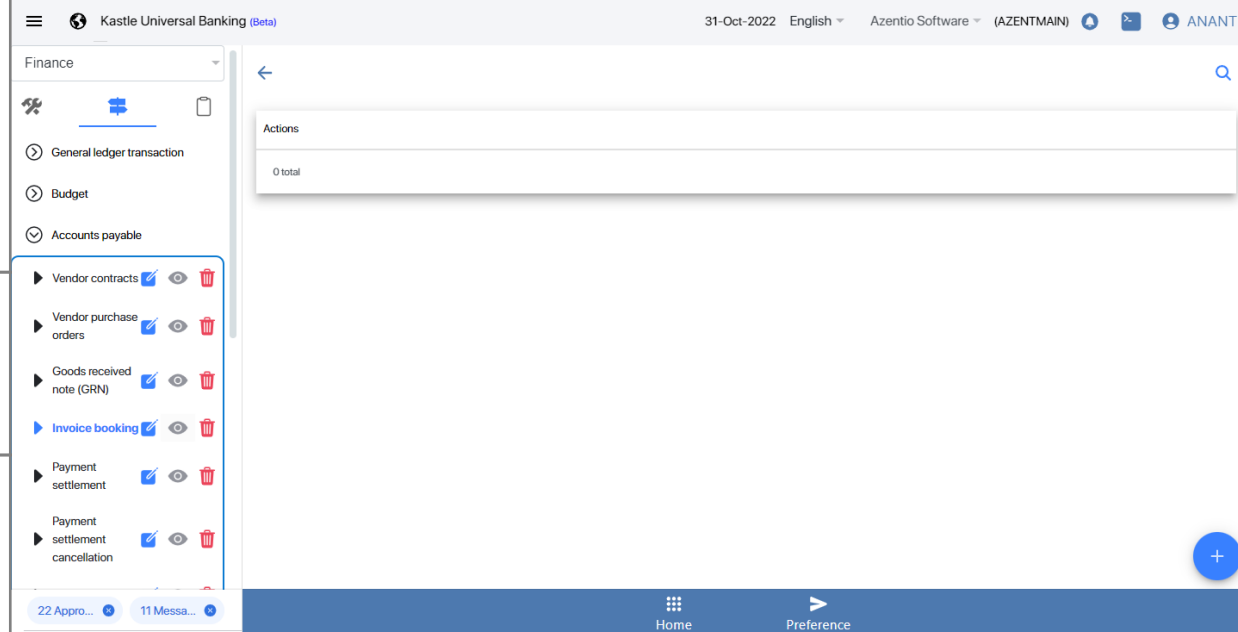 Kastle Universal Banking (Beta)
31-Oct-2022 English Azentio Software (AZENTMAIN) ANANT
Finance
General ledger transaction
Budget
Accounts payable
Vendor contracts
Vendor purchase
orders
Goods received
note (GRN)
Invoice booking
Payment
settlement
Payment
settlement
cancellation
22 Appro...
11 Messa...
Actions
0 total
Home
Preference